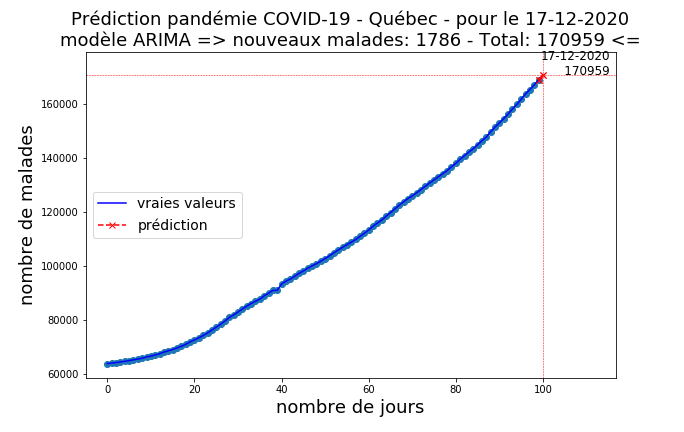 Prédiction pandémie COVID-19 - Québec - pour le 17-12-2020
modèle ARIMA => nouveaux malades: 1786 - Total: 170959 <=
17-12-2020
170959
160000
140000
120000
100000
80000
60000
nombre de malades
vraies valeurs
prédiction
0 20 40 60 80 100
nombre de jours